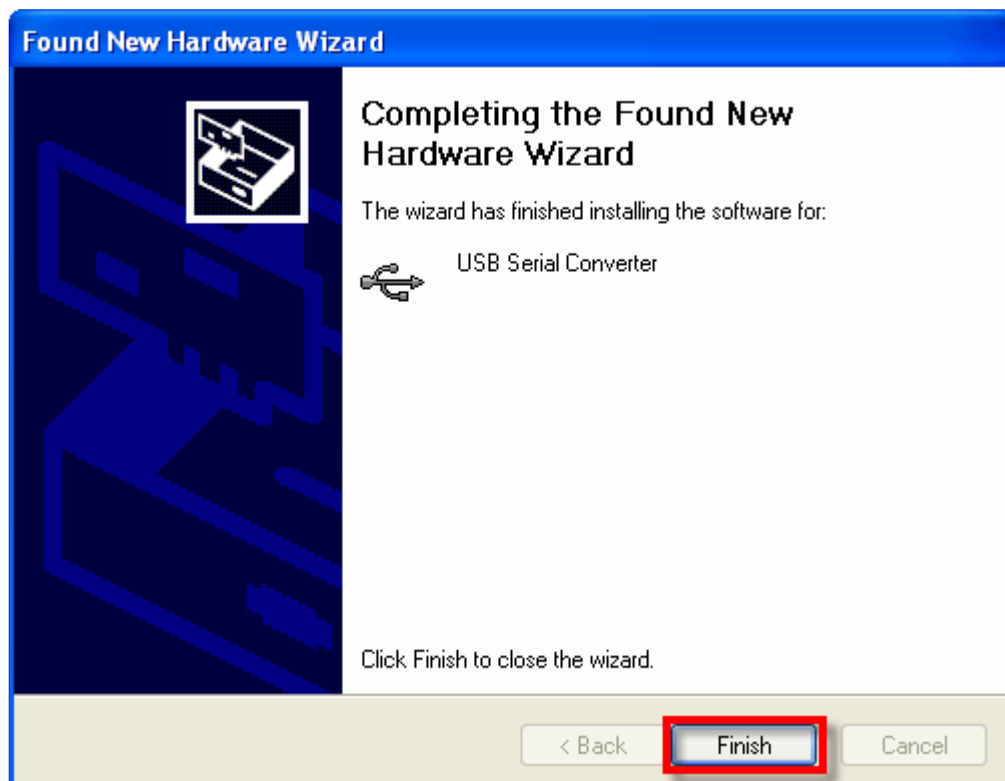 Found New Hardware Wizard
Completing the Found New
Hardware Wizard
The wizard has finished installing the software for:
USB Serial Converter
Click Finish to close the wizard.
< Back Finish Cancel